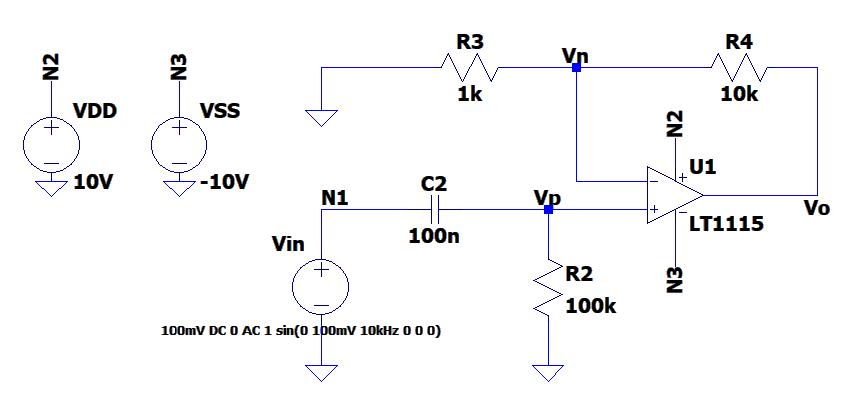 N2
VDD
10V
N3
VSS
-10V
R3
1k
Vn
R4
10k
N2
U1
LT1115
Vo
N3
N1
C2
100n
Vp
Vin
R2
100k
100mV DC 0 AC 1 sin(0 100mV 10kHz 0 0 0)